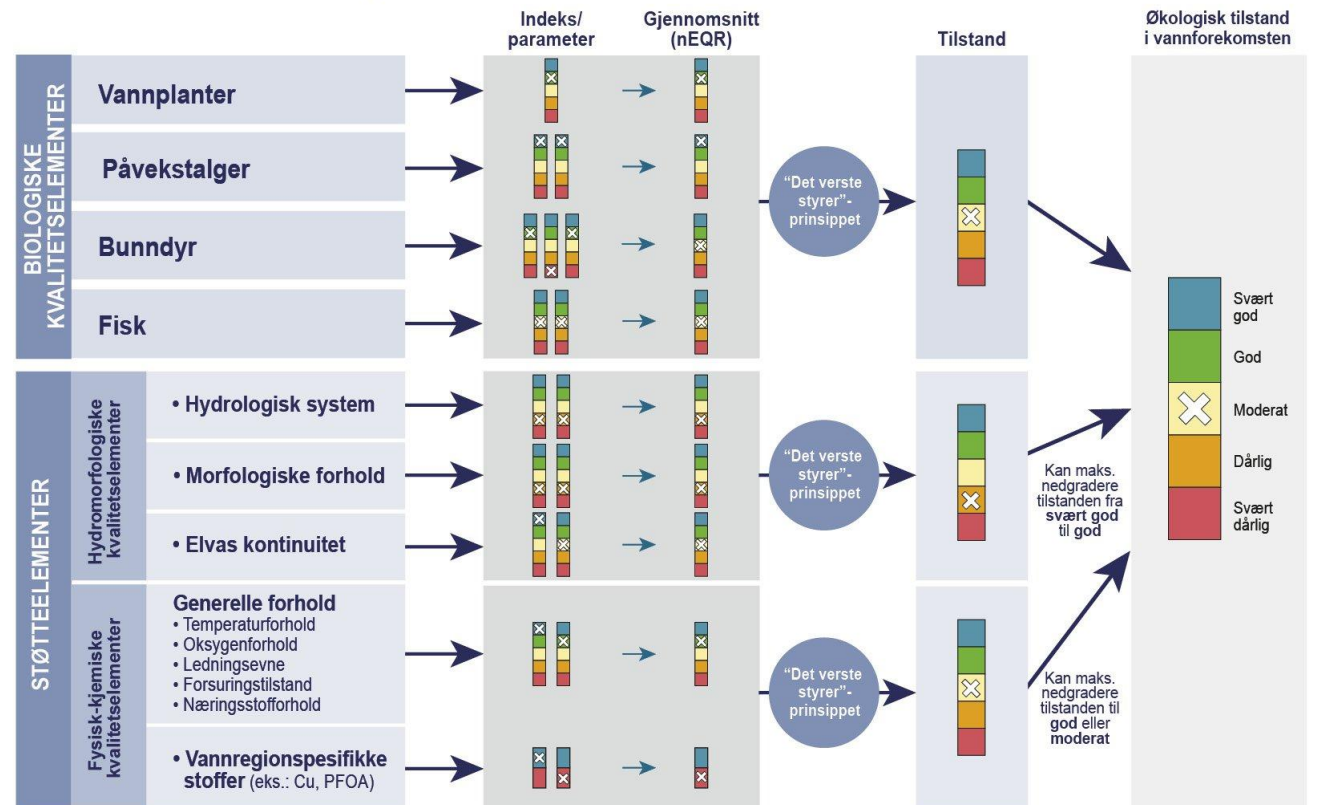 Indeks/
parameter
Gjennomsnitt
(nEQR)
Tilstand
Økologisk tilstand
i vannforekomsten
BIOLOGISKE
KVALITETSELEMENTER
Vannplanter
Påvekstalger
Bunndyr
Fisk
“Det verste
styrer”-
prinsippet
Svært
god
God
Moderat
Dårlig
Svært
dårlig
STØTTEELEMENTER
Hydromorfologiske
kvalitetselementer
• Hydrologisk system
• Morfologiske forhold
• Elvas kontinuitet
“Det verste
styrer”-
prinsippet
Kan maks.
nedgradere
tilstanden fra
svært god
til god
Fysisk-kjemiske
kvalitetselementer
Generelle forhold
• Temperaturforhold
• Oksygenforhold
• Ledningsevne
• Forsuringstilstand
• Næringsstofforhold
• Vannregionspesifikke
stoffer (eks.: Cu, PFOA)
“Det verste
styrer”-
prinsippet
Kan maks.
nedgradere
tilstanden til
god eller
moderat